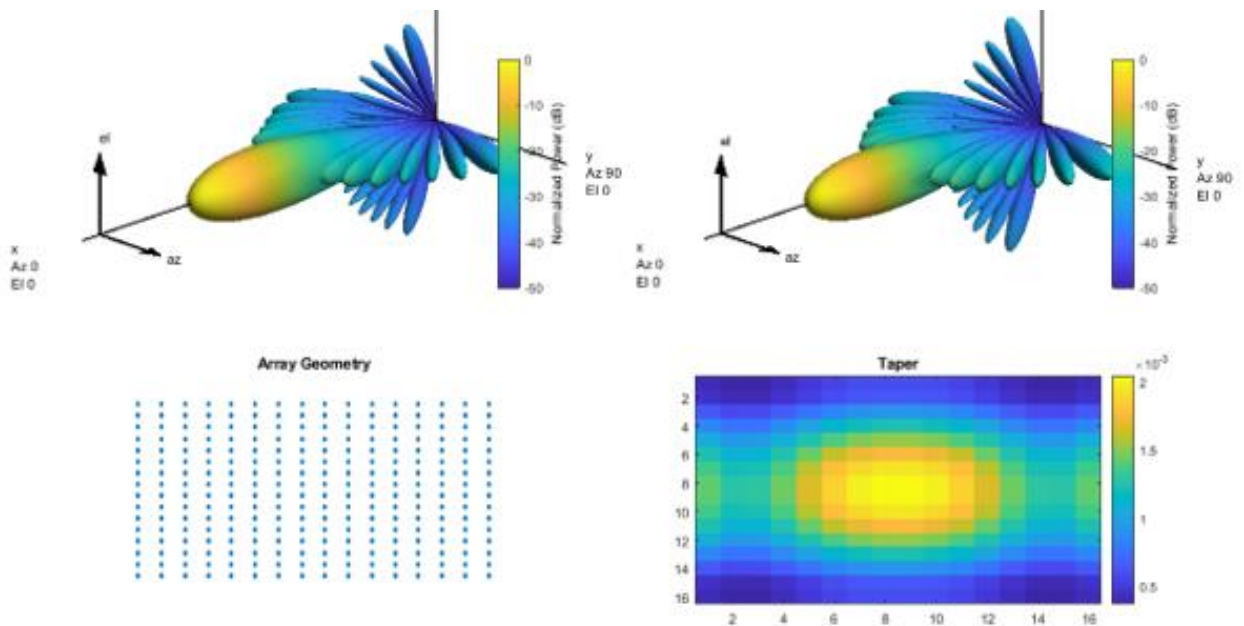 0
-10
-20
-30
-40
-50
Normalized Power (dB)
el
az
x
Az 0
El 0
y
Az 90
El 0
0
-10
-20
-30
-40
-50
Normalized Power (dB)
el
az
x
Az 0
El 0
y
Az 90
El 0
Array Geometry
Taper
× 10⁻³
2
1.5
1
0.5
2
4
6
8
10
12
14
16
2 4 6 8 10 12 14 16